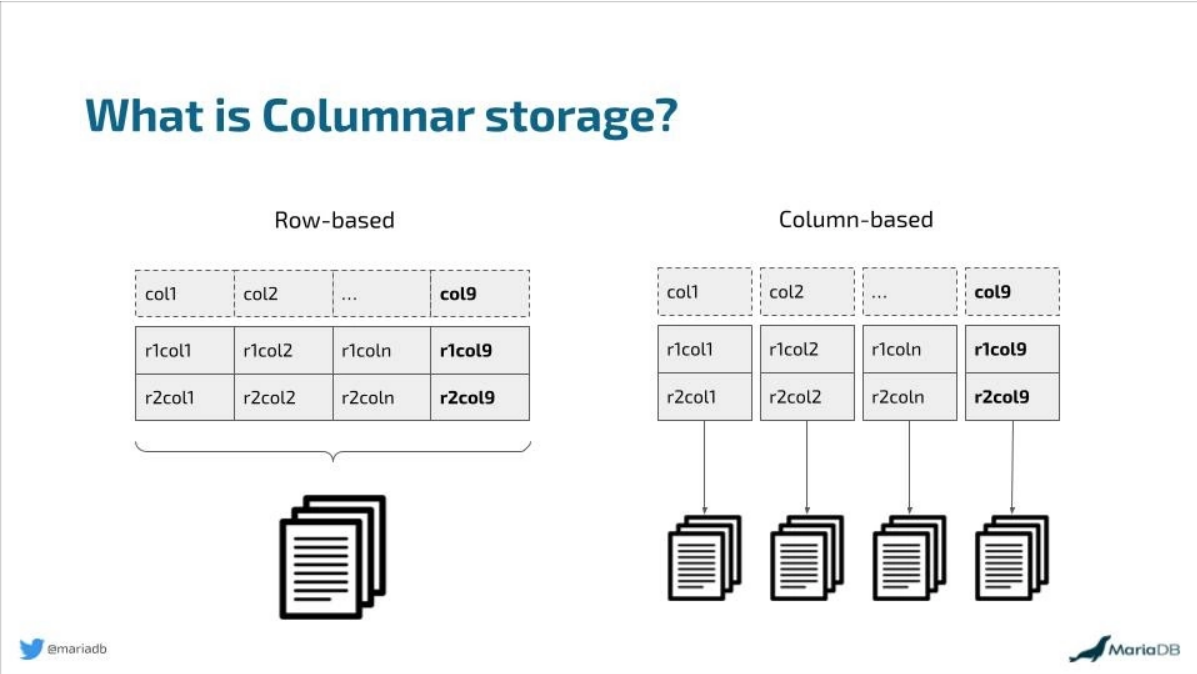 What is Columnar storage?
Row-based
col1 col2 ... col9
r1col1 r1col2 r1coln r1col9
r2col1 r2col2 r2coln r2col9
Column-based
col1 col2 ... col9
r1col1 r1col2 r1coln r1col9
r2col1 r2col2 r2coln r2col9
@mariadb
MariaDB